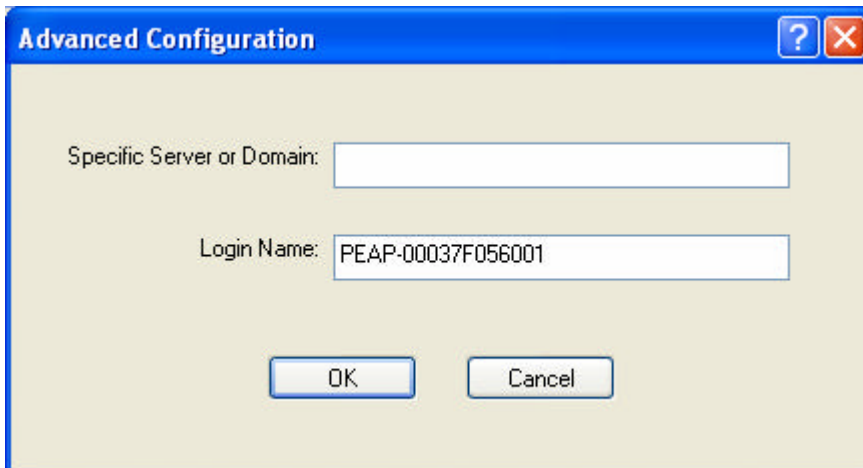 Advanced Configuration
Specific Server or Domain:
Login Name: PEAP-00037F056001
OK Cancel